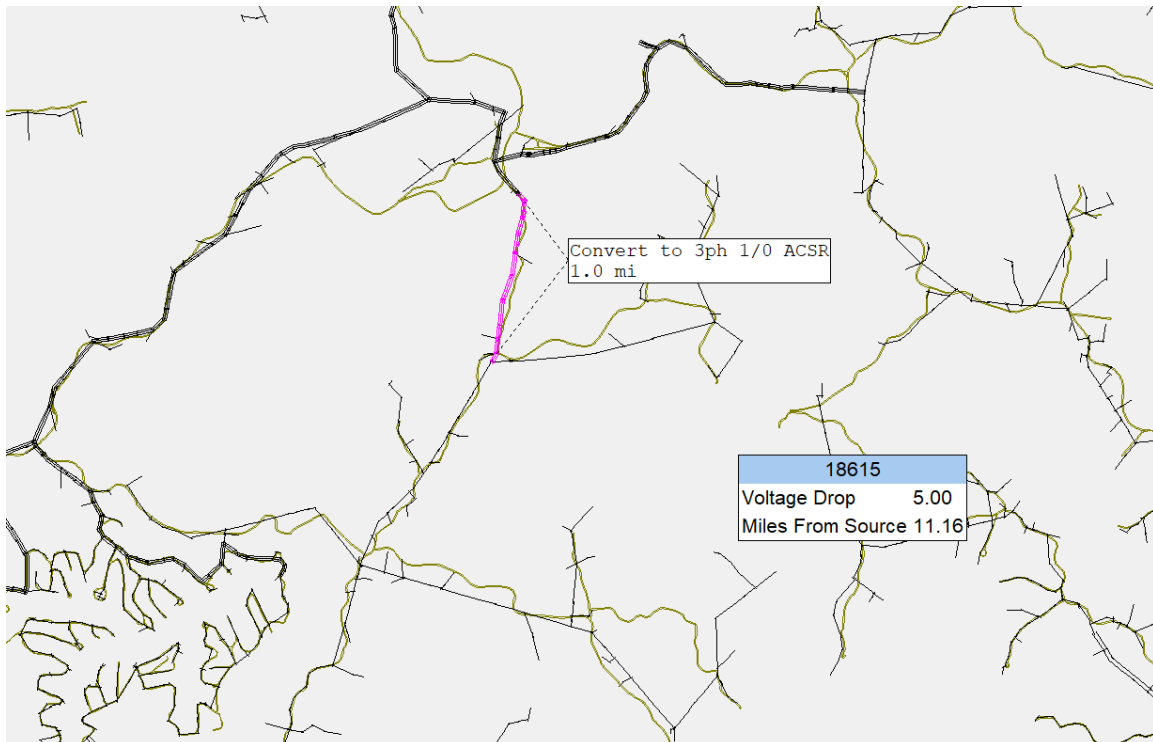 Convert to 3ph 1/0 ACSR
1.0 mi
18615
Voltage Drop 5.00
Miles From Source 11.16